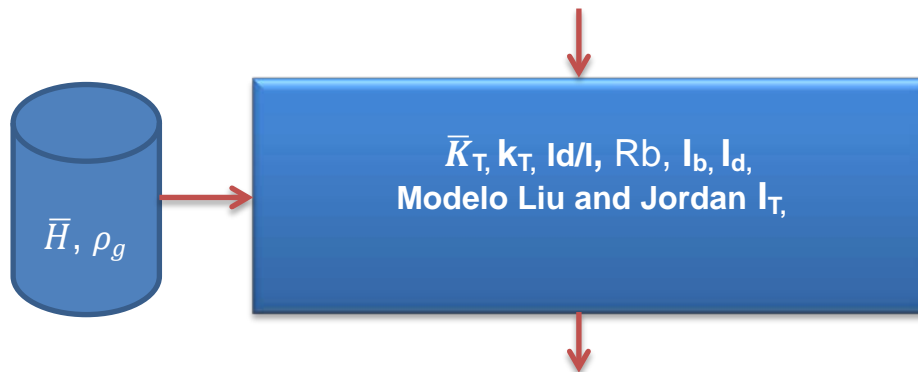 H̅, ρg
K̅T, kT, Id/I, Rb, Ib, Id,
Modelo Liu and Jordan IT,